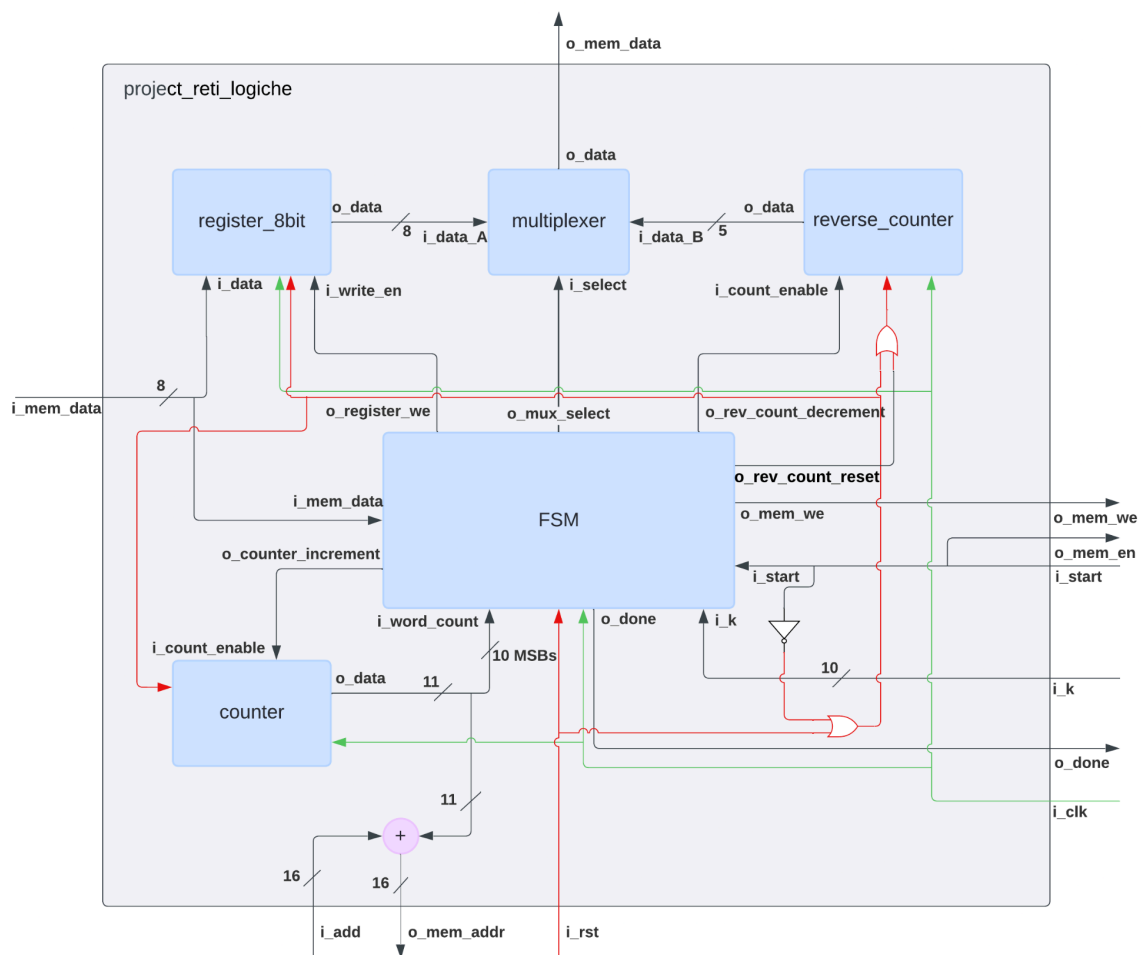 o_mem_data
project_reti_logiche
o_data
register_8bit
o_data
8
i_data_A
multiplexer
i_data_B
5
o_data
reverse_counter
i_data
i_write_en
i_select
i_count_enable
8
i_mem_data
o_register_we
o_mux_select
o_rev_count_decrement
o_rev_count_reset
i_mem_data
FSM
o_mem_we
o_mem_we
o_counter_increment
o_mem_en
i_start
i_start
i_word_count
o_done
i_k
i_count_enable
10 MSBs
o_data
11
10
i_k
counter
o_done
11
i_clk
+
16
16
i_add
o_mem_addr
i_rst